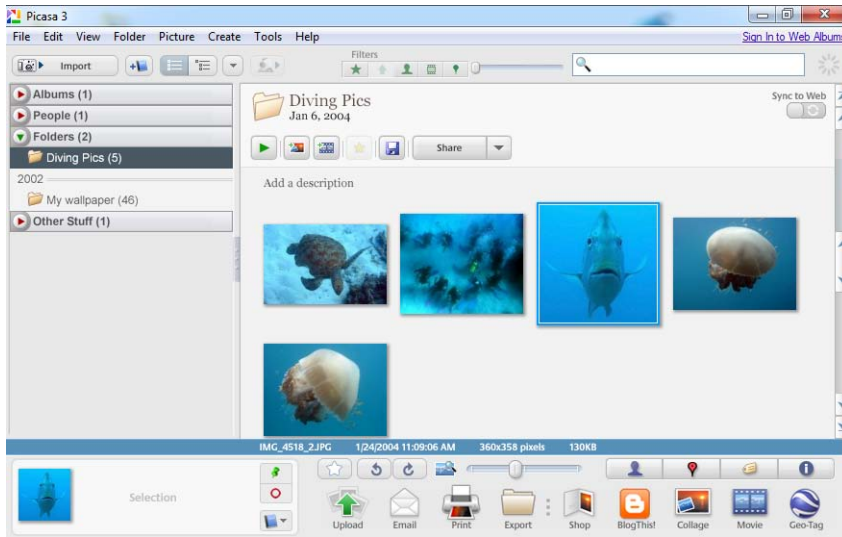 Picasa 3
File Edit View Folder Picture Create Tools Help
Sign In to Web Albums
Import
Filters
Albums (1)
People (1)
Folders (2)
Diving Pics (5)
2002
My wallpaper (46)
Other Stuff (1)
Diving Pics
Jan 6, 2004
Sync to Web
Share
Add a description
IMG_4518_2.JPG 1/24/2004 11:09:06 AM 360x358 pixels 130KB
Selection
Upload Email Print Export Shop BlogThis! Collage Movie Geo-Tag